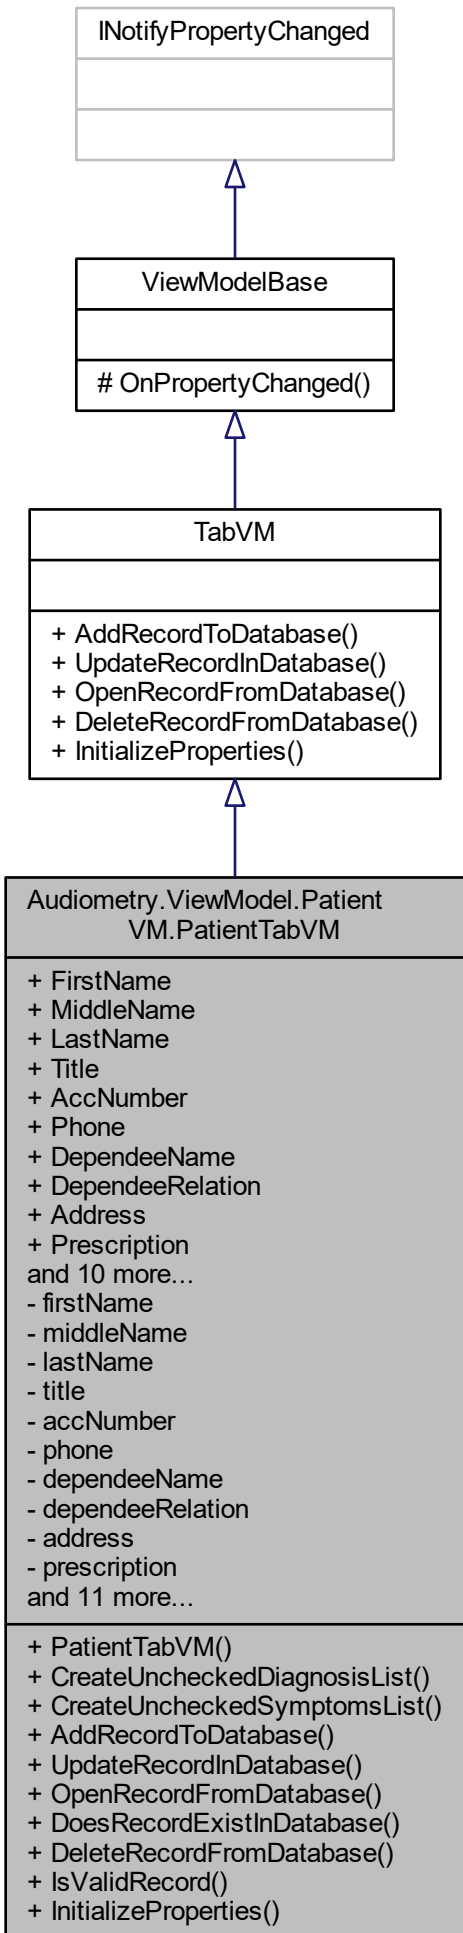 INotifyPropertyChanged
ViewModelBase
# OnPropertyChanged()
TabVM
+ AddRecordToDatabase()
+ UpdateRecordInDatabase()
+ OpenRecordFromDatabase()
+ DeleteRecordFromDatabase()
+ InitializeProperties()
Audiometry.ViewModel.Patient
VM.PatientTabVM
+ FirstName
+ MiddleName
+ LastName
+ Title
+ AccNumber
+ Phone
+ DependeeName
+ DependeeRelation
+ Address
+ Prescription
and 10 more...
- firstName
- middleName
- lastName
- title
- accNumber
- phone
- dependeeName
- dependeeRelation
- address
- prescription
and 11 more...
+ PatientTabVM()
+ CreateUncheckedDiagnosisList()
+ CreateUncheckedSymptomsList()
+ AddRecordToDatabase()
+ UpdateRecordInDatabase()
+ OpenRecordFromDatabase()
+ DoesRecordExistInDatabase()
+ DeleteRecordFromDatabase()
+ IsValidRecord()
+ InitializeProperties()